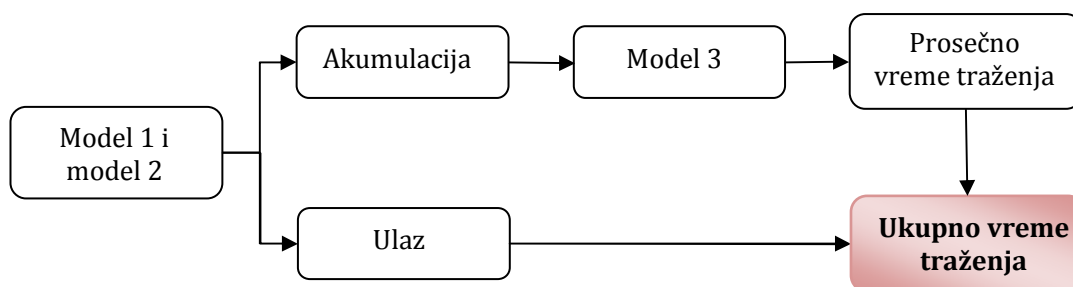 Akumulacija
Model 3
Prosečno
vreme traženja
Model 1 i
model 2
Ulaz
Ukupno vreme
traženja